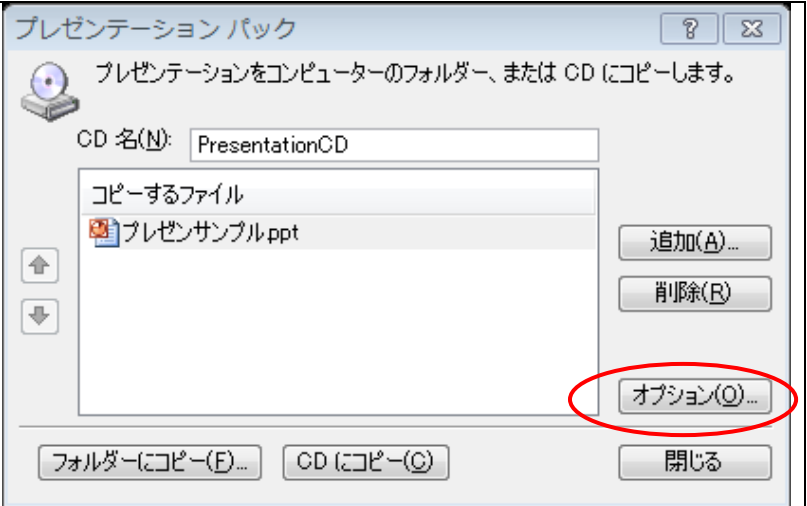 プレゼンテーション パック
プレゼンテーションをコンピューターのフォルダー、または CD にコピーします。
CD 名(N): PresentationCD
コピーするファイル
プレゼンサンプル.ppt
追加(A)...
削除(R)
オプション(O)...
フォルダーにコピー(F)... CD にコピー(C) 閉じる